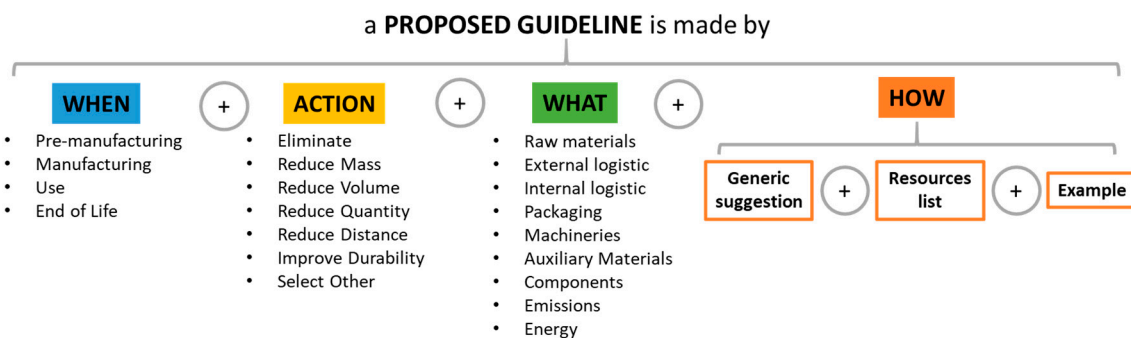 a PROPOSED GUIDELINE is made by
WHEN
+
ACTION
+
WHAT
+
HOW
• Pre-manufacturing
• Manufacturing
• Use
• End of Life
• Eliminate
• Reduce Mass
• Reduce Volume
• Reduce Quantity
• Reduce Distance
• Improve Durability
• Select Other
• Raw materials
• External logistic
• Internal logistic
• Packaging
• Machineries
• Auxiliary Materials
• Components
• Emissions
• Energy
Generic
suggestion
+
Resources
list
+
Example